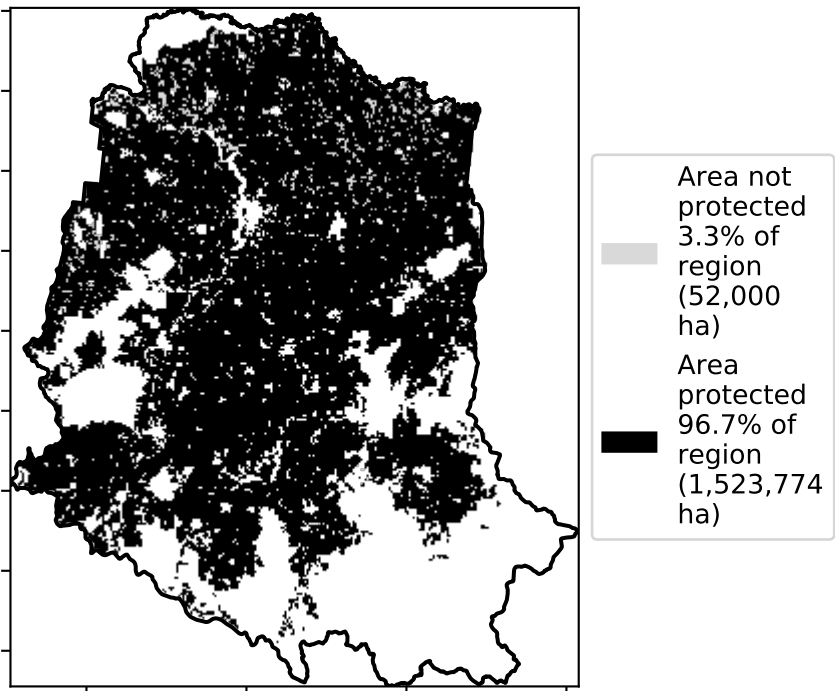 Area not
protected
3.3% of
region
(52,000
ha)
Area
protected
96.7% of
region
(1,523,774
ha)